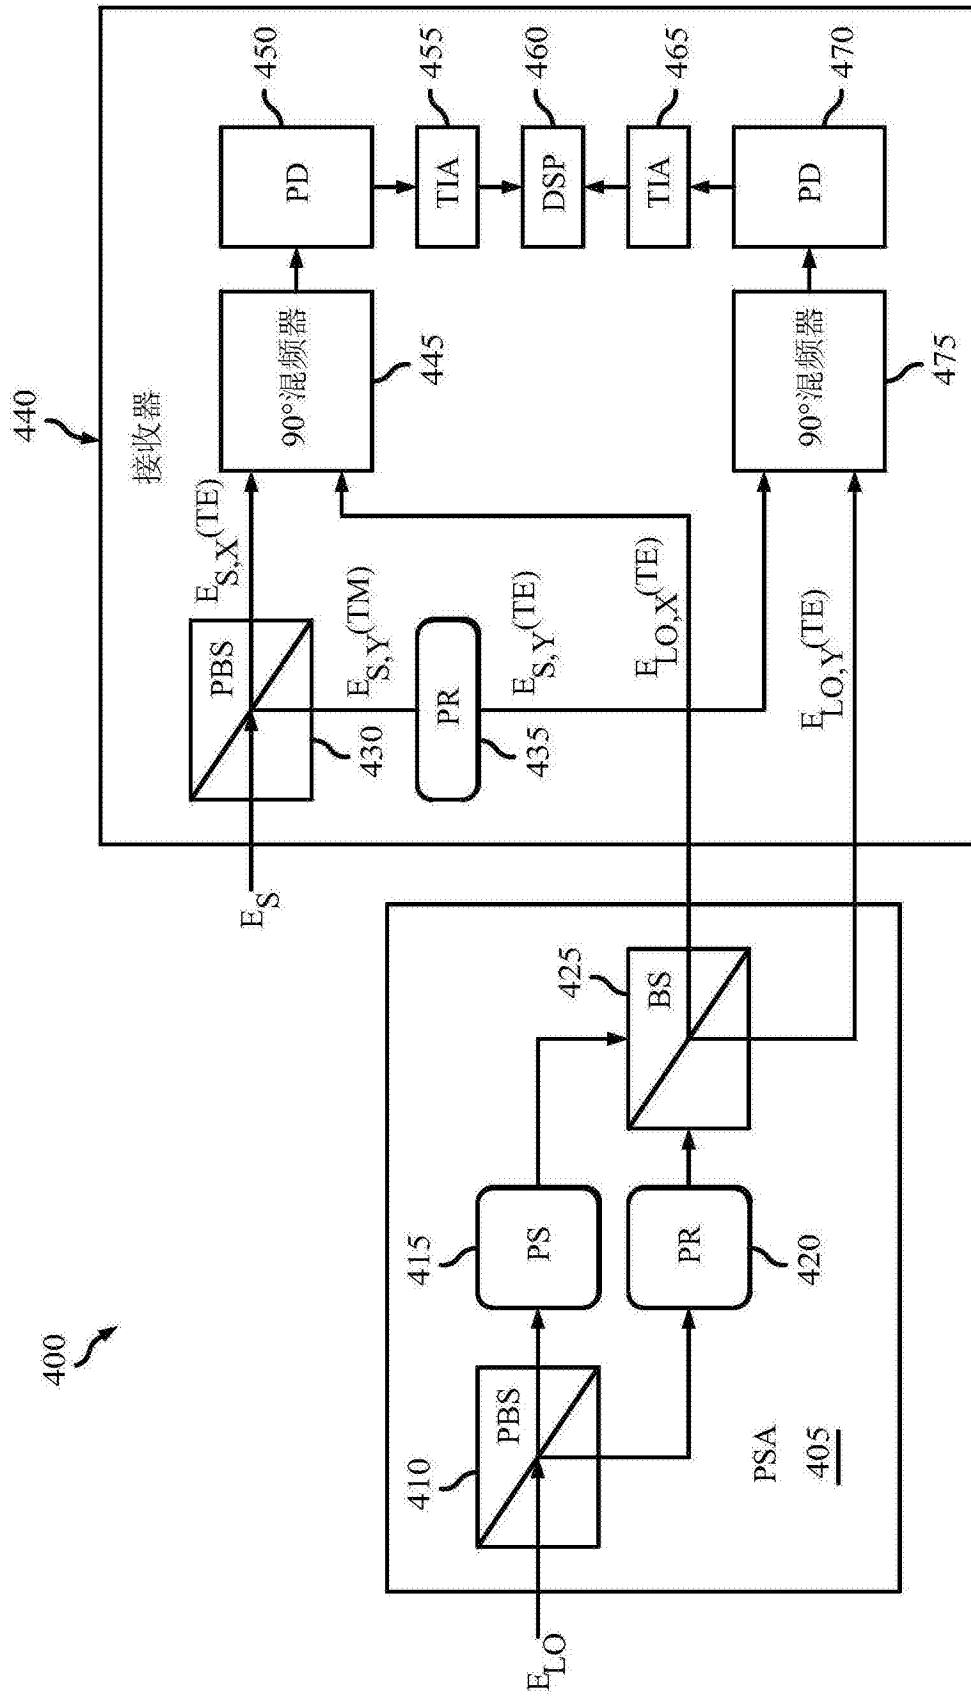 400
E_LO
410
PBS
415
PS
PR
420
425
BS
PSA
405
440
接收器
E_S
PBS
430
E_S,X(TE)
E_S,Y(TM)
PR
435
E_S,Y(TE)
E_LO,X(TE)
E_LO,Y(TE)
90°混频器
445
PD
450
TIA
455
DSP
460
TIA
465
PD
470
90°混频器
475